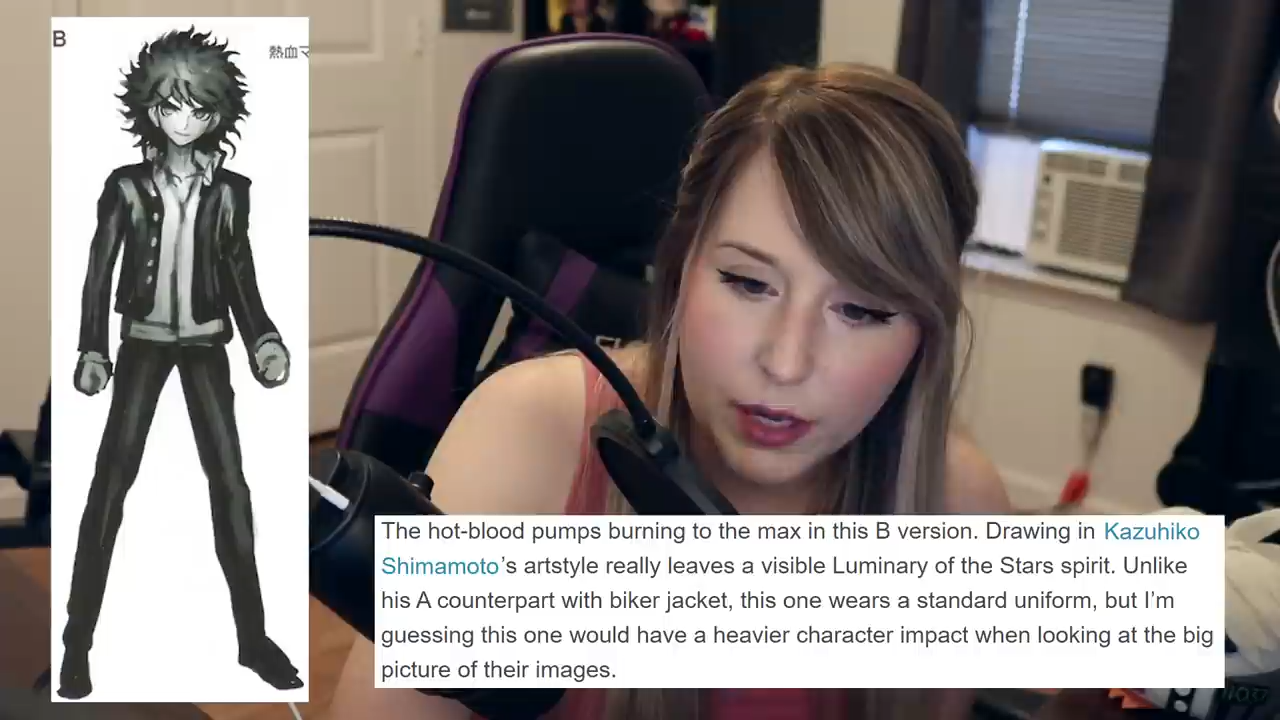 B
熱血マ
The hot-blood pumps burning to the max in this B version. Drawing in Kazuhiko
Shimamoto’s artstyle really leaves a visible Luminary of the Stars spirit. Unlike
his A counterpart with biker jacket, this one wears a standard uniform, but I’m
guessing this one would have a heavier character impact when looking at the big
picture of their images.